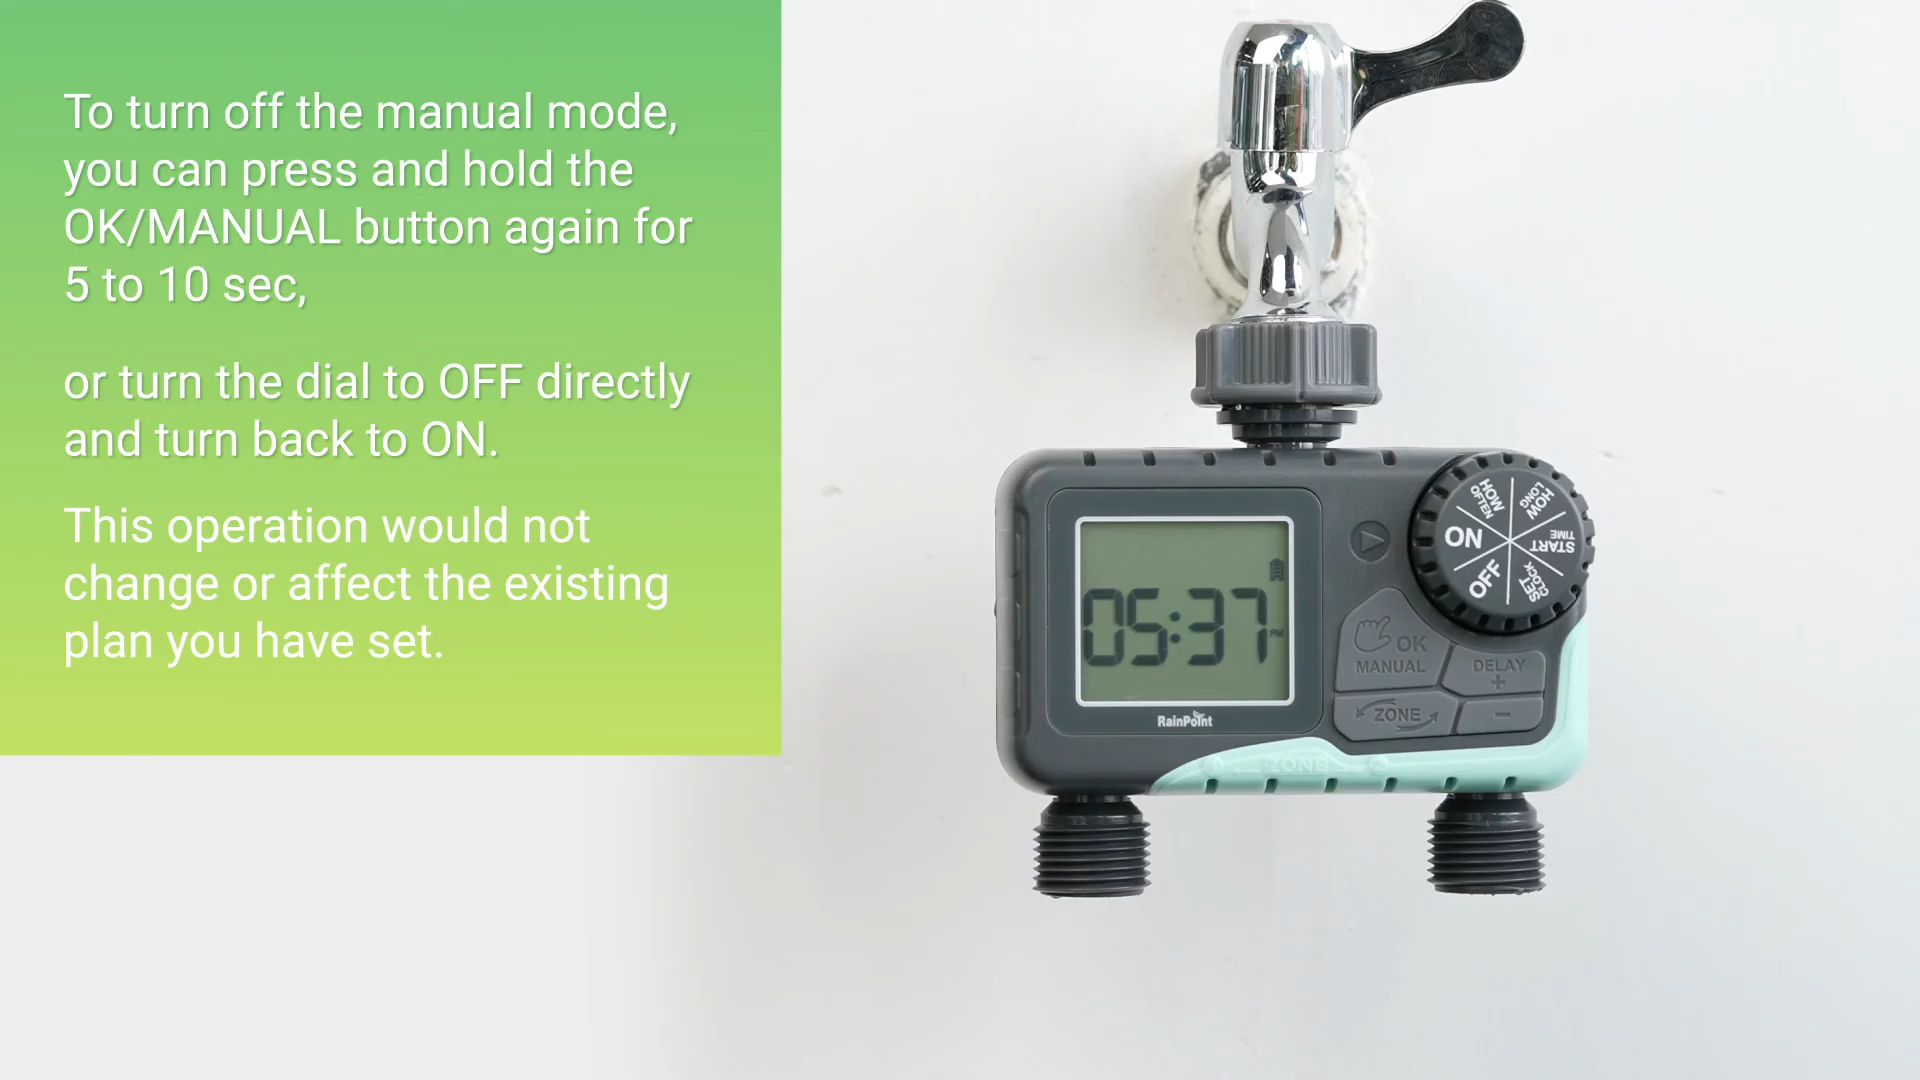 To turn off the manual mode,
you can press and hold the
OK/MANUAL button again for
5 to 10 sec,
or turn the dial to OFF directly
and turn back to ON.
This operation would not
change or affect the existing
plan you have set.
HOW
OFTEN
HOW
LONG
START
TIME
SET
CLOCK
OFF
ON
05:37
PM
RainPoint
OK
MANUAL
DELAY
+
ZONE
-
ZONE